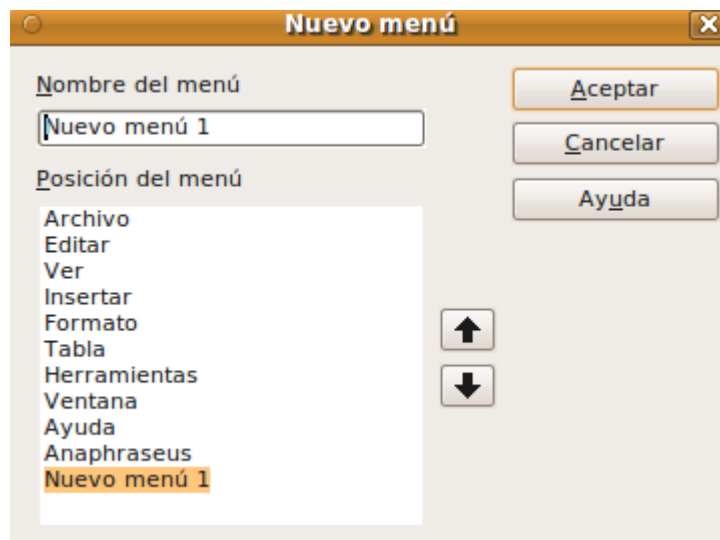 Nuevo menú
Nombre del menú
Nuevo menú 1
Posición del menú
Archivo
Editar
Ver
Insertar
Formato
Tabla
Herramientas
Ventana
Ayuda
Anaphraseus
Nuevo menú 1
Aceptar
Cancelar
Ayuda